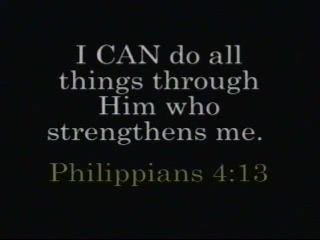 I CAN do all
things through
Him who
strengthens me.
Philippians 4:13